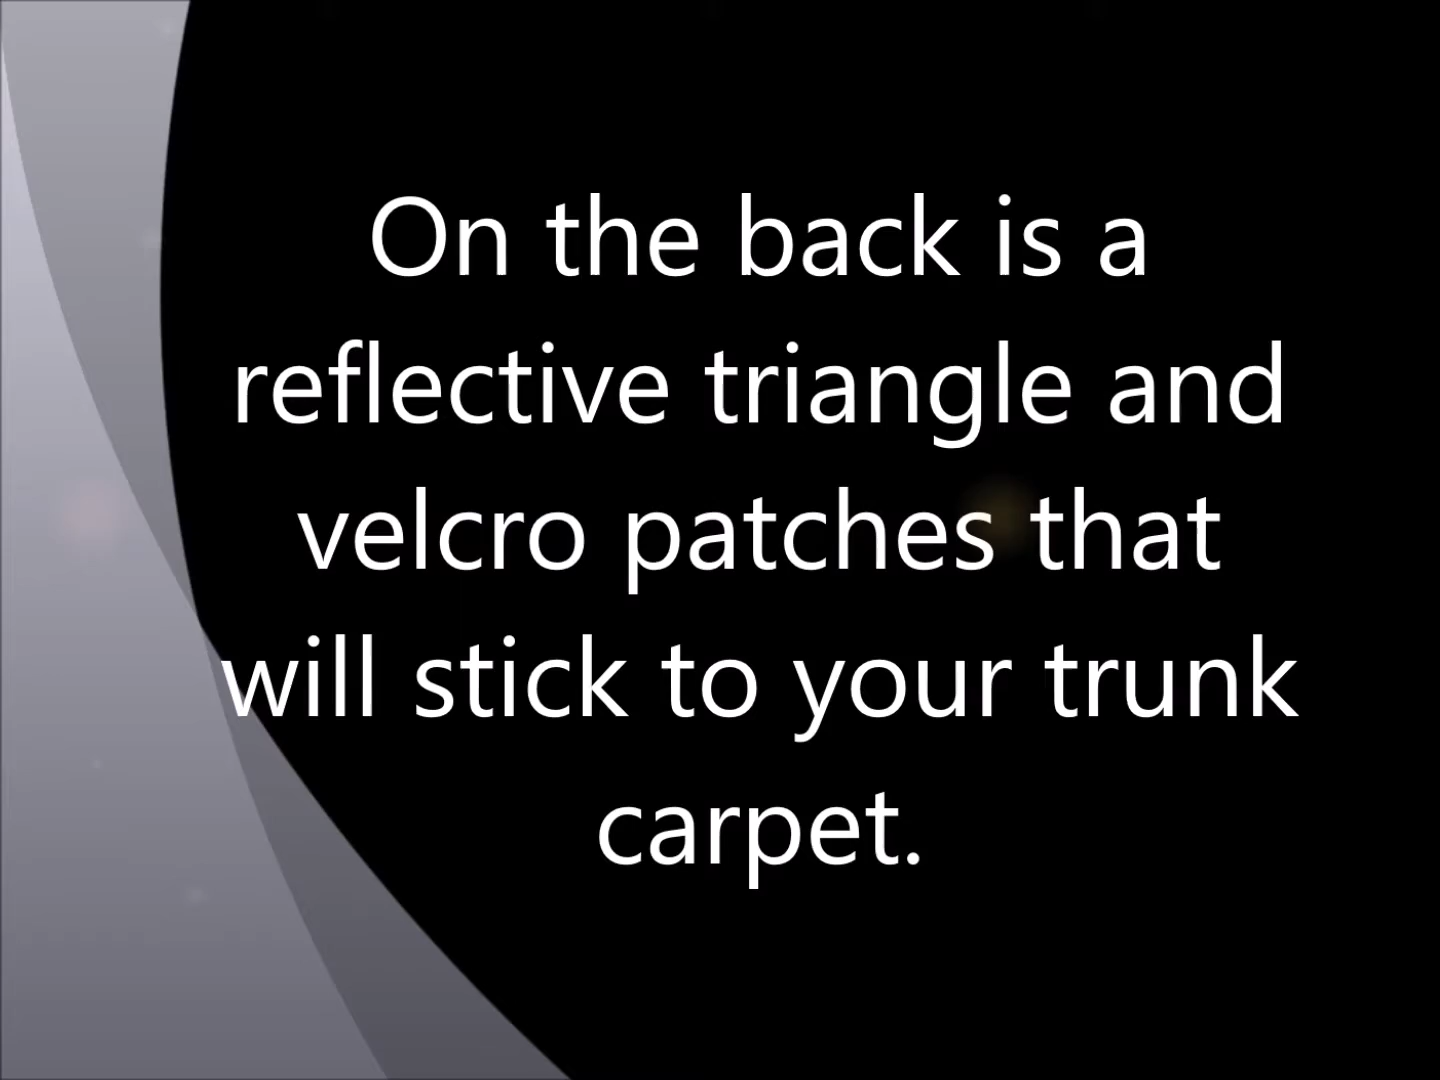 On the back is a
reflective triangle and
velcro patches that
will stick to your trunk
carpet.